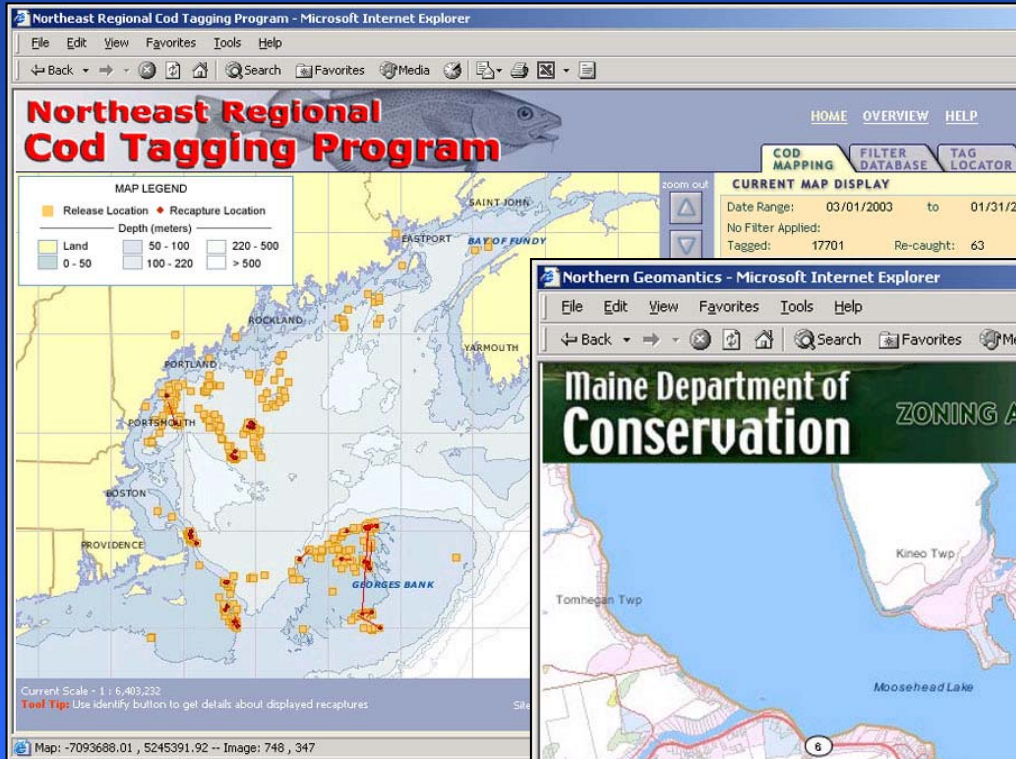 Northeast Regional Cod Tagging Program - Microsoft Internet Explorer
File Edit View Favorites Tools Help
Back Search Favorites Media
Northeast Regional
Cod Tagging Program
HOME OVERVIEW HELP
COD MAPPING FILTER DATABASE TAG LOCATOR
MAP LEGEND
Release Location Recapture Location
Depth (meters)
Land 50 - 100 220 - 500
0 - 50 100 - 220 > 500
zoom out
CURRENT MAP DISPLAY
Date Range: 03/01/2003 to 01/31/2
No Filter Applied:
Tagged: 17701 Re-caught: 63
SAINT JOHN
EASTPORT BAY OF FUNDY
ROCKLAND
YARMOUTH
PORTLAND
PORTSMOUTH
BOSTON
PROVIDENCE
GEORGES BANK
Current Scale - 1 : 6,403,232
Tool Tip: Use identify button to get details about displayed recaptures
Site
Map: -7093688.01 , 5245391.92 -- Image: 748 , 347
Northern Geomantics - Microsoft Internet Explorer
File Edit View Favorites Tools Help
Back Search Favorites Me
Maine Department of
Conservation
ZONING A
Kineo Twp
Tomhegan Twp
Moosehead Lake
6